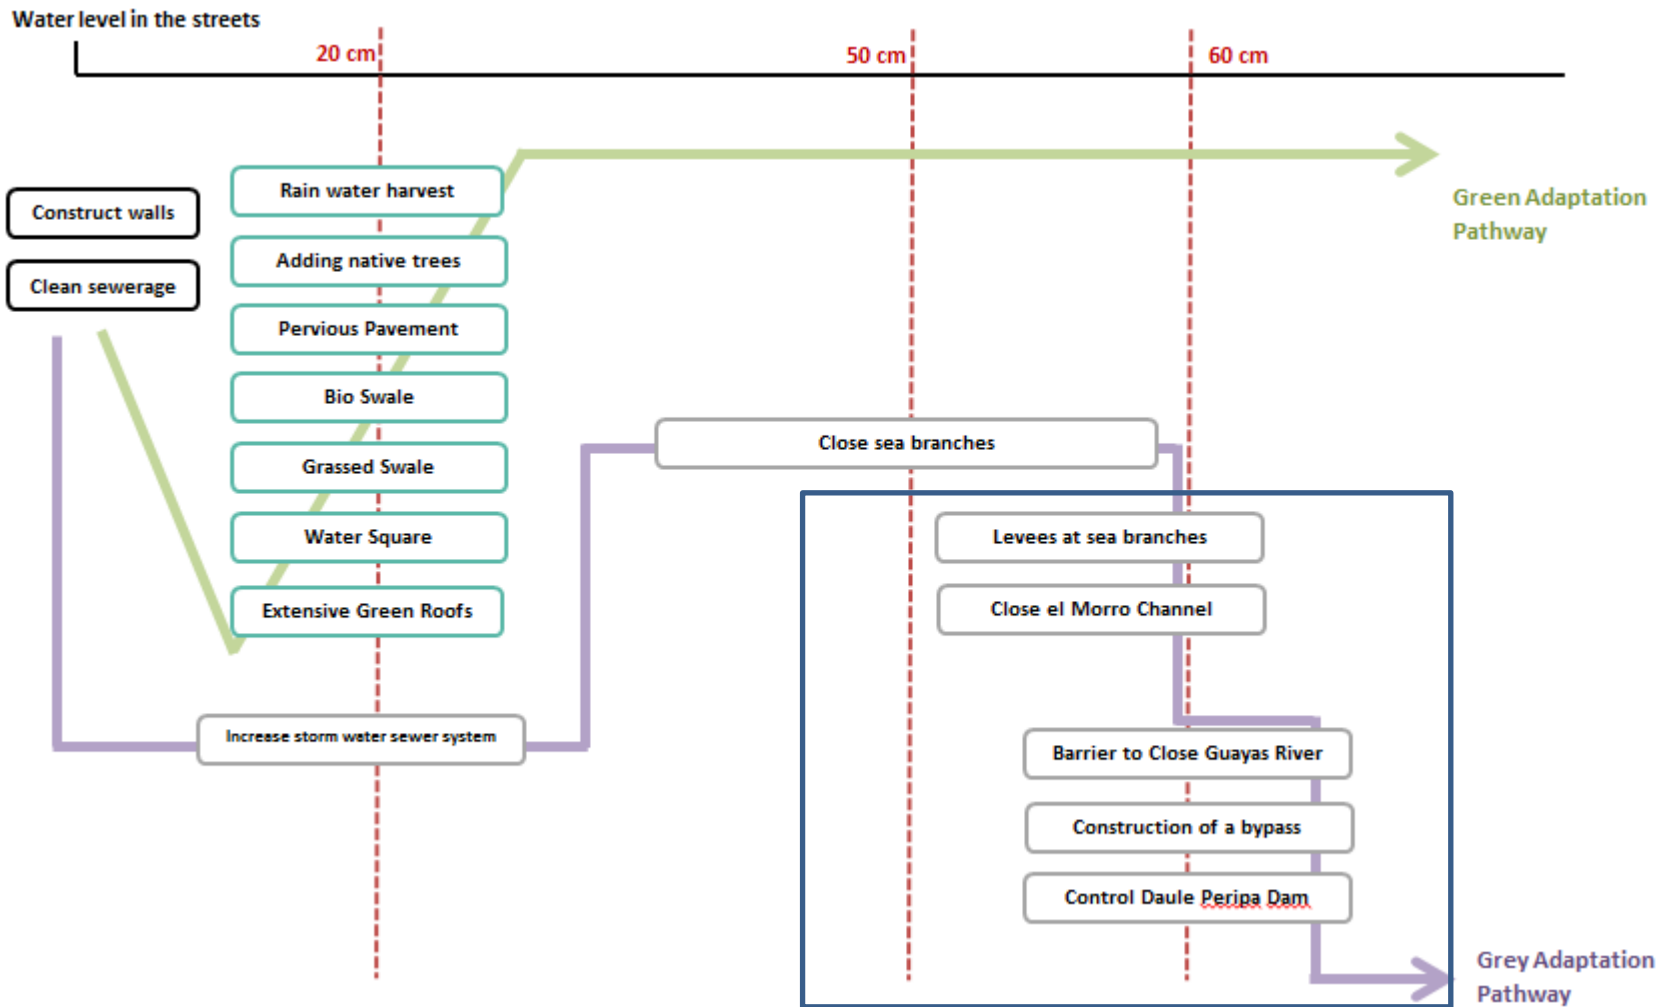 Water level in the streets
20 cm
50 cm
60 cm
Construct walls
Clean sewerage
Rain water harvest
Adding native trees
Pervious Pavement
Bio Swale
Grassed Swale
Water Square
Extensive Green Roofs
Increase storm water sewer system
Close sea branches
Levees at sea branches
Close el Morro Channel
Barrier to Close Guayas River
Construction of a bypass
Control Daule Peripa Dam
Green Adaptation
Pathway
Grey Adaptation
Pathway